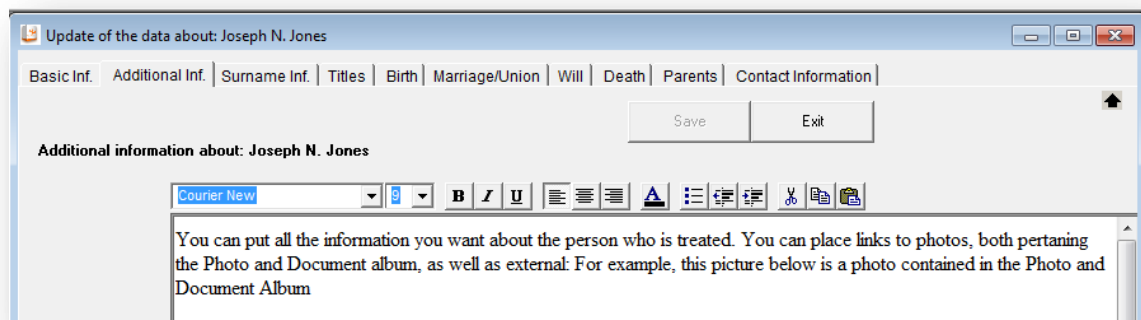 Update of the data about: Joseph N. Jones
Basic Inf. Additional Inf. Surname Inf. Titles Birth Marriage/Union Will Death Parents Contact Information
Save Exit
Additional information about: Joseph N. Jones
Courier New 9 B I U A
You can put all the information you want about the person who is treated. You can place links to photos, both pertaning
the Photo and Document album, as well as external: For example, this picture below is a photo contained in the Photo and
Document Album